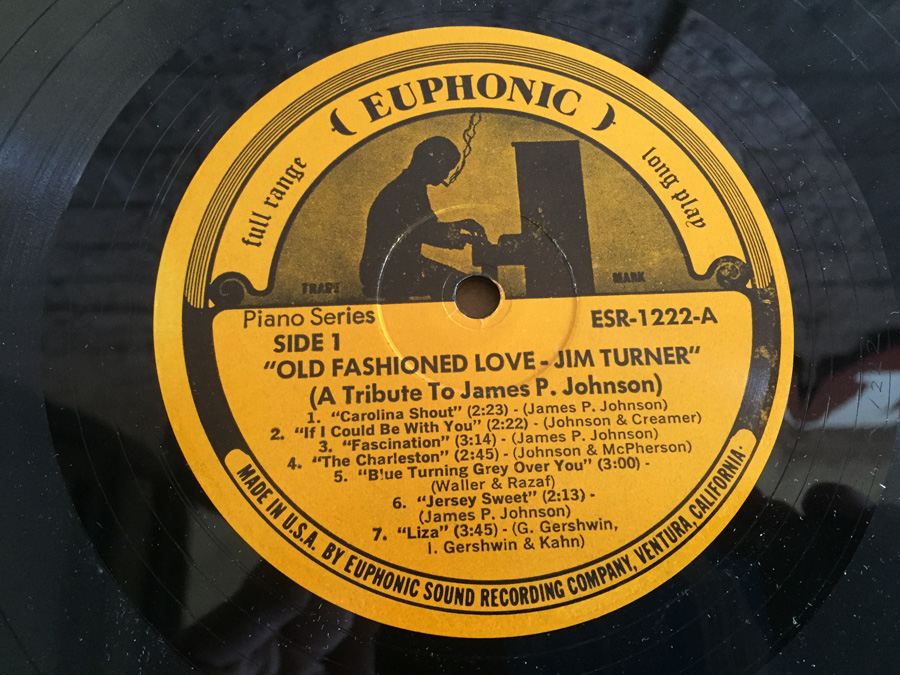 ( EUPHONIC )
full range
long play
TRADE MARK
Piano Series ESR-1222-A
SIDE 1
"OLD FASHIONED LOVE - JIM TURNER"
(A Tribute To James P. Johnson)
1. "Carolina Shout" (2:23) - (James P. Johnson)
2. "If I Could Be With You" (2:22) - (Johnson & Creamer)
3. "Fascination" (3:14) - (James P. Johnson)
4. "The Charleston" (2:45) - (Johnson & McPherson)
5. "Blue Turning Grey Over You" (3:00) -
(Waller & Razaf)
6. "Jersey Sweet" (2:13) -
(James P. Johnson)
7. "Liza" (3:45) - (G. Gershwin,
I. Gershwin & Kahn)
MADE IN U.S.A. BY EUPHONIC SOUND RECORDING COMPANY, VENTURA, CALIFORNIA.